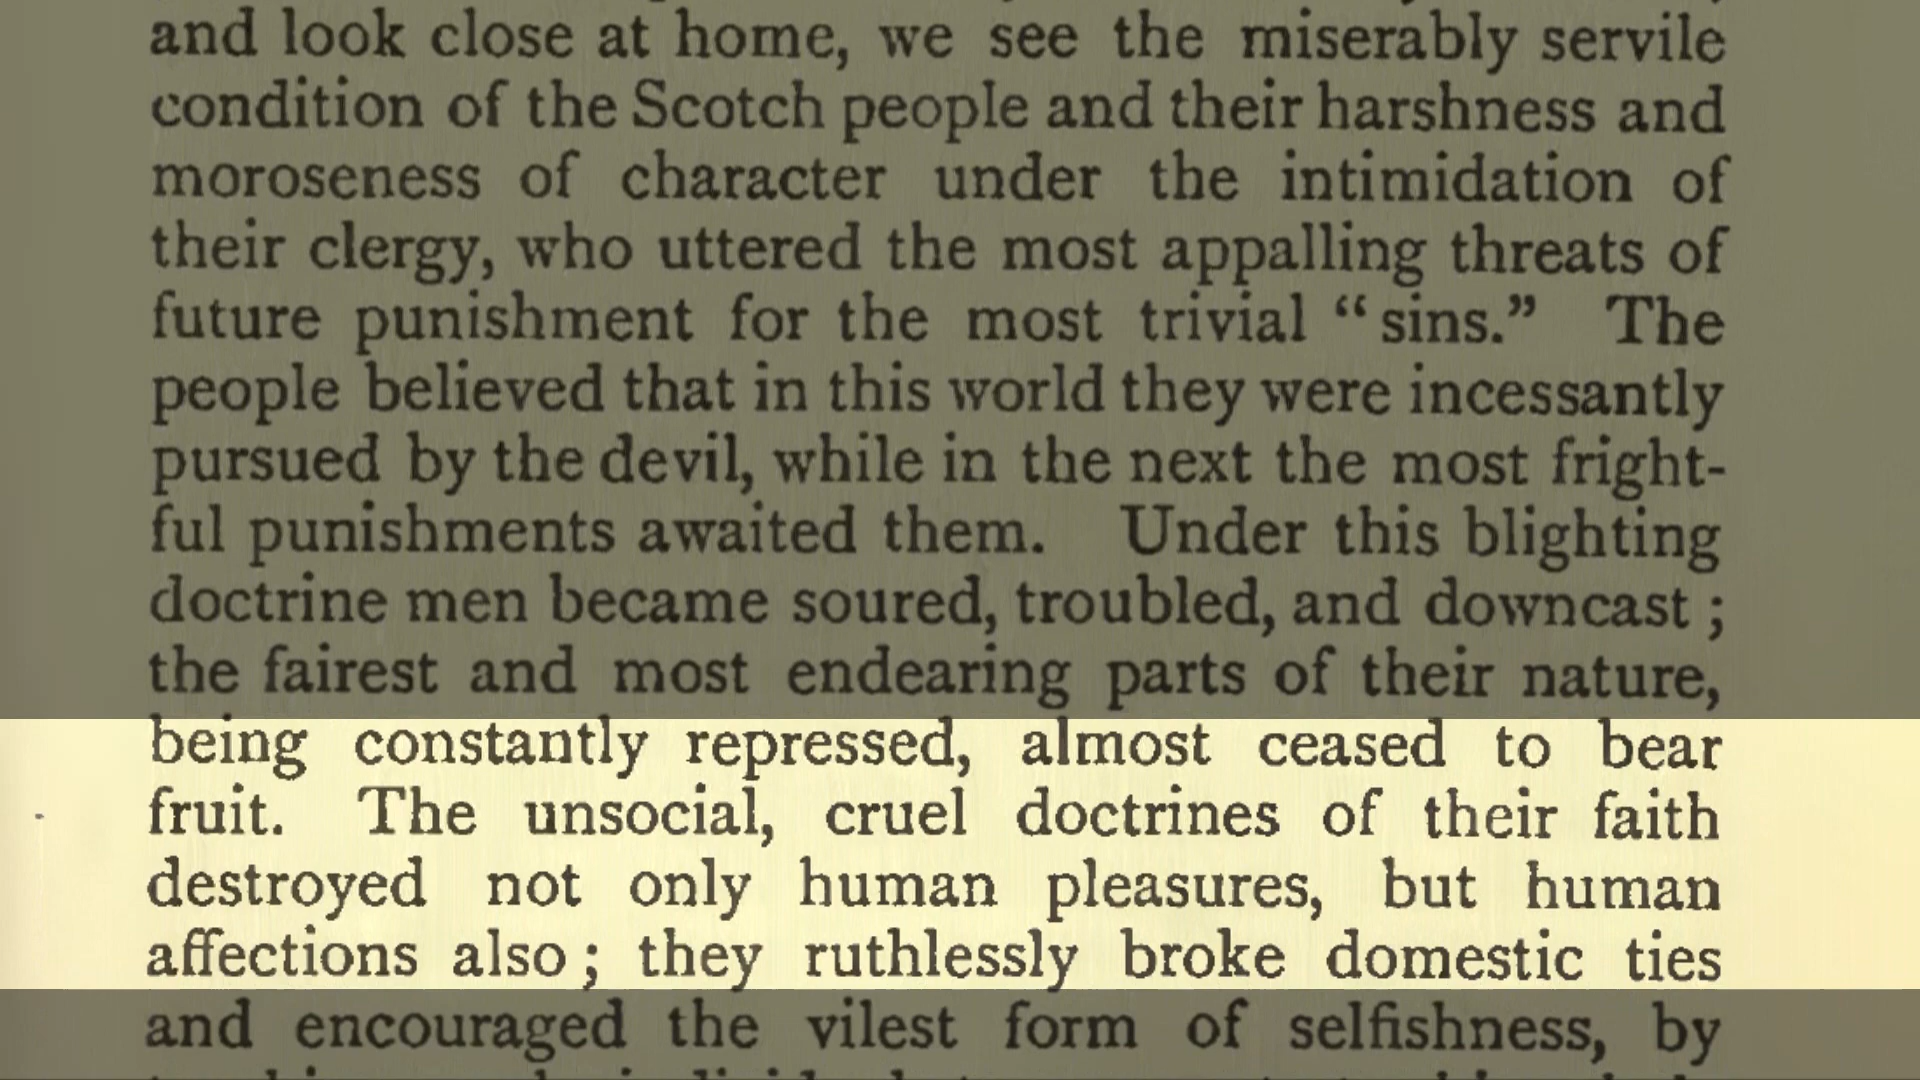 and look close at home, we see the miserably servile
condition of the Scotch people and their harshness and
moroseness of character under the intimidation of
their clergy, who uttered the most appalling threats of
future punishment for the most trivial “sins.” The
people believed that in this world they were incessantly
pursued by the devil, while in the next the most fright-
ful punishments awaited them. Under this blighting
doctrine men became soured, troubled, and downcast ;
the fairest and most endearing parts of their nature,
being constantly repressed, almost ceased to bear
fruit. The unsocial, cruel doctrines of their faith
destroyed not only human pleasures, but human
affections also ; they ruthlessly broke domestic ties
and encouraged the vilest form of selfishness, by